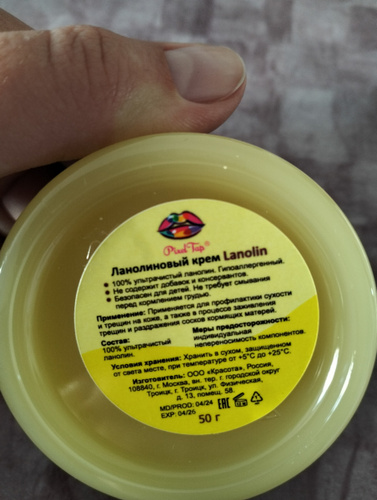 Pixel Tap®
Ланолиновый крем Lanolin
• 100% ультрачистый ланолин. Гипоаллергенный.
• Не содержит добавок и консервантов.
• Безопасен для детей. Не требует смывания
перед кормлением грудью.
Применение: Применяется для профилактики сухости
и трещин на коже, а также в процессе заживления
трещин и раздражения сосков кормящих матерей.
Состав:
100% ультрачистый
ланолин.
Меры предосторожности:
индивидуальная
непереносимость компонентов.
Условия хранения: Хранить в сухом, защищенном
от света месте, при температуре от +5°С до +25°С.
Изготовитель: ООО «Красота», Россия,
108840, г. Москва, вн. тер. г. городской округ
Троицк, г. Троицк, ул. Физическая,
д. 13, помещ. 58.
MD/PROD: 04/24
EXP: 04/26
50 г